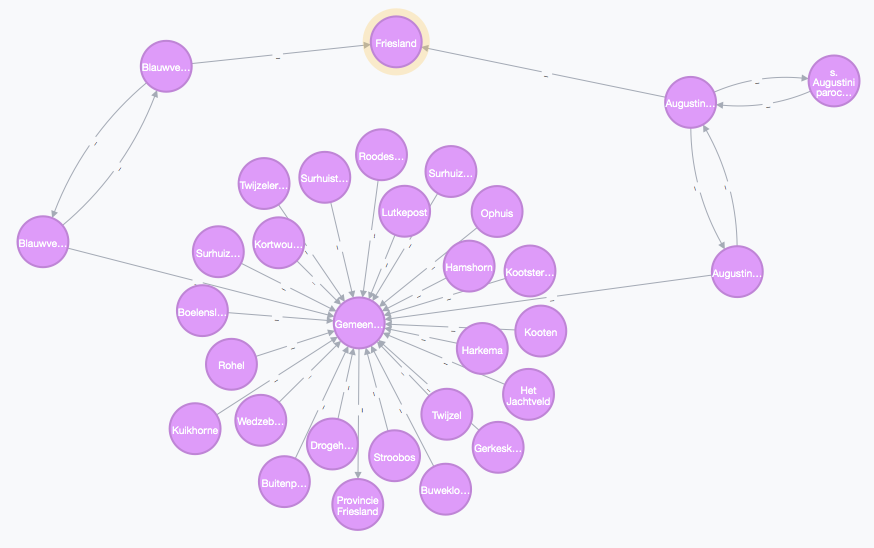 Friesland
Blauwve...
s.
Augustini
paroc...
Augustin...
Roodes...
Surhuiz...
Surhuist...
Twijzeler...
Lutkepost
Ophuis
Blauwve...
Kortwou...
Surhuiz...
Hamshorn
Kootster...
Augustin...
Boelensl...
Gemeen...
Kooten
Harkema
Rohel
Het
Jachtveld
Twijzel
Wedzeb...
Kuikhorne
Drogeh...
Gerkesk...
Stroobos
Buitenp...
Buweklo...
Provincie
Friesland